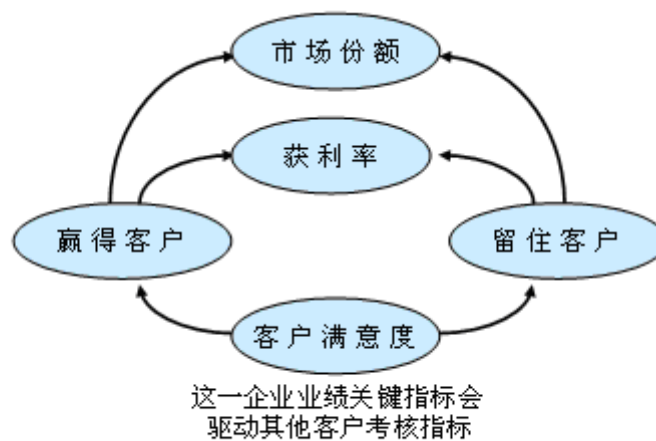 市场份额
获利率
赢得客户
留住客户
客户满意度
这一企业业绩关键指标会
驱动其他客户考核指标